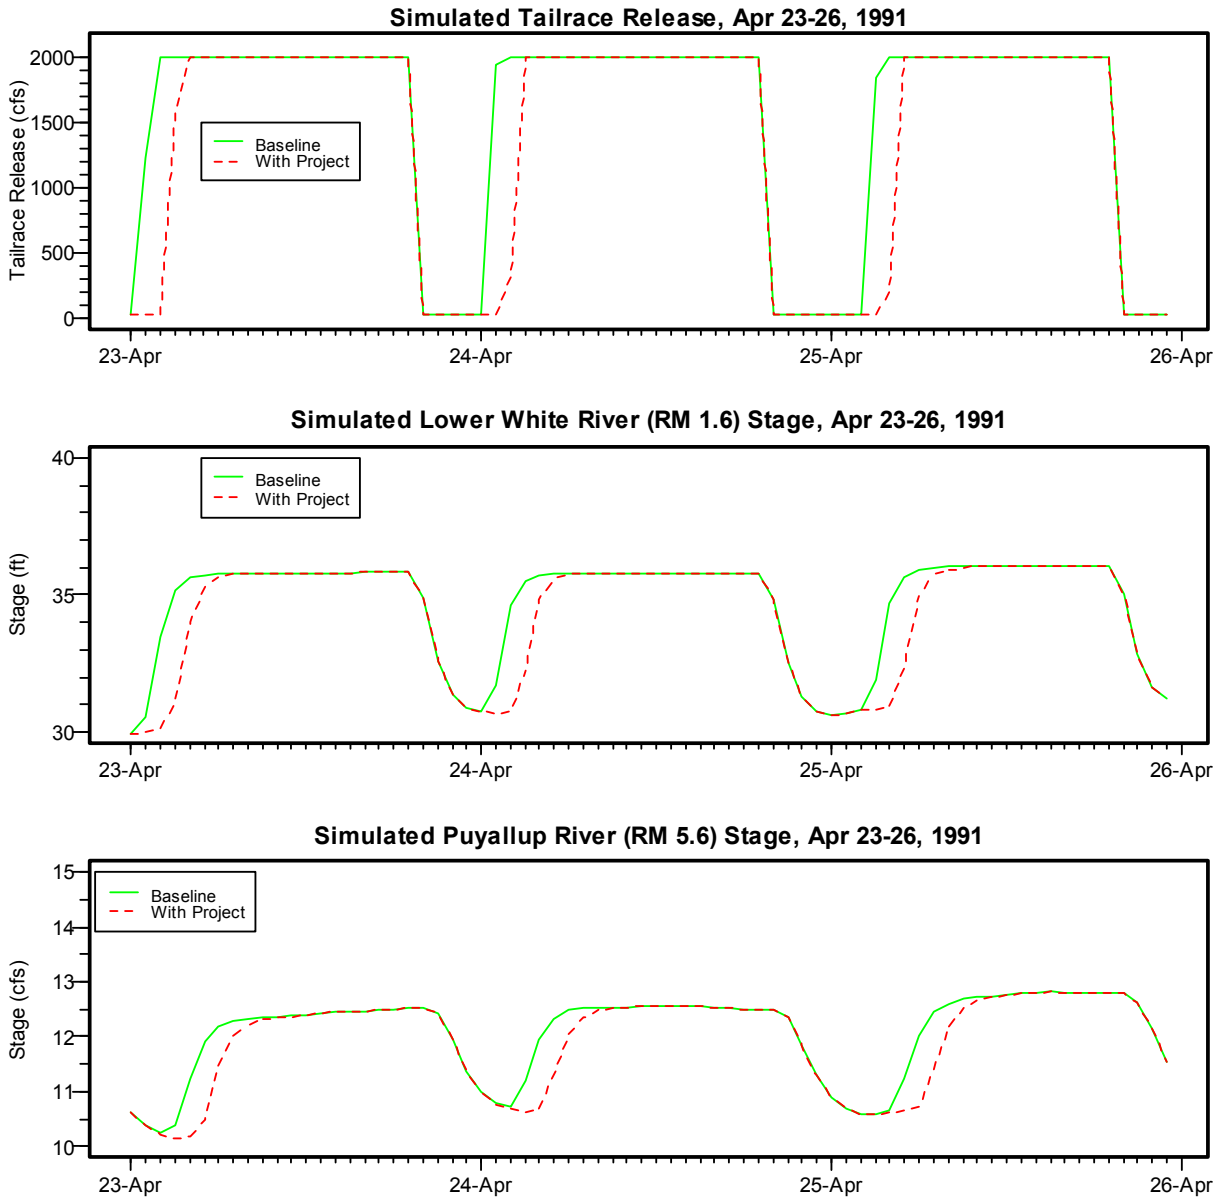 Simulated Tailrace Release, Apr 23-26, 1991
Tailrace Release (cfs)
2000
1500
1000
500
0
Baseline
With Project
23-Apr 24-Apr 25-Apr 26-Apr
Simulated Lower White River (RM 1.6) Stage, Apr 23-26, 1991
Stage (ft)
40
35
30
Baseline
With Project
23-Apr 24-Apr 25-Apr 26-Apr
Simulated Puyallup River (RM 5.6) Stage, Apr 23-26, 1991
Stage (cfs)
15
14
13
12
11
10
Baseline
With Project
23-Apr 24-Apr 25-Apr 26-Apr